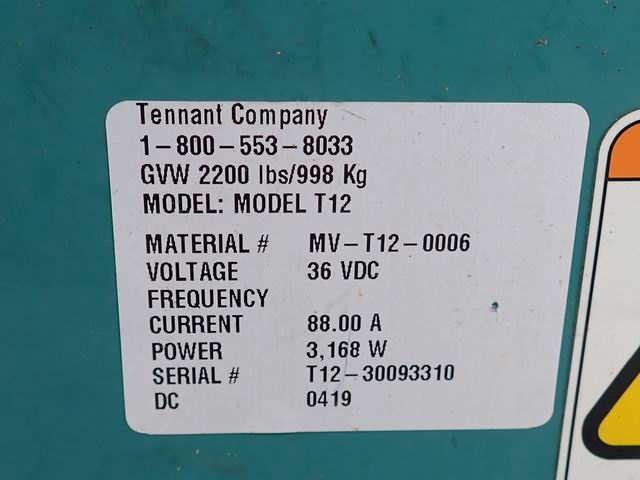 Tennant Company
1-800-553-8033
GVW 2200 lbs/998 Kg
MODEL: MODEL T12
MATERIAL # MV-T12-0006
VOLTAGE 36 VDC
FREQUENCY
CURRENT 88.00 A
POWER 3,168 W
SERIAL # T12-30093310
DC 0419